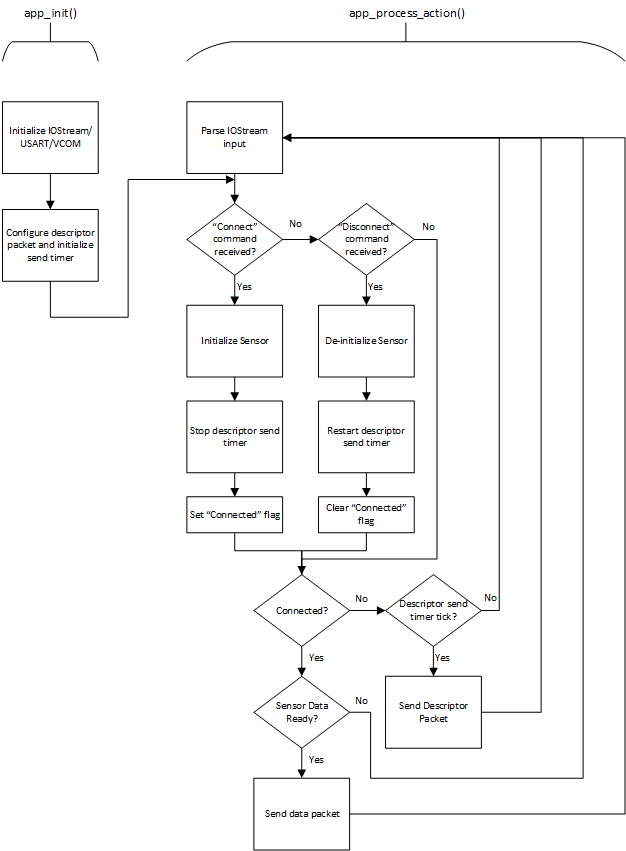 app_init()
app_process_action()
Initialize IOStream/
USART/VCOM
Parse IOStream
input
Configure descriptor
packet and initialize
send timer
“Connect”
command
received?
No
“Disconnect”
command
received?
No
Yes
Yes
Initialize Sensor
De-initialize Sensor
Stop descriptor send
timer
Restart descriptor
send timer
Set “Connected” flag
Clear “Connected”
flag
Connected?
No
Descriptor send
timer tick?
No
Yes
Yes
Sensor Data
Ready?
No
Send Descriptor
Packet
Yes
Send data packet